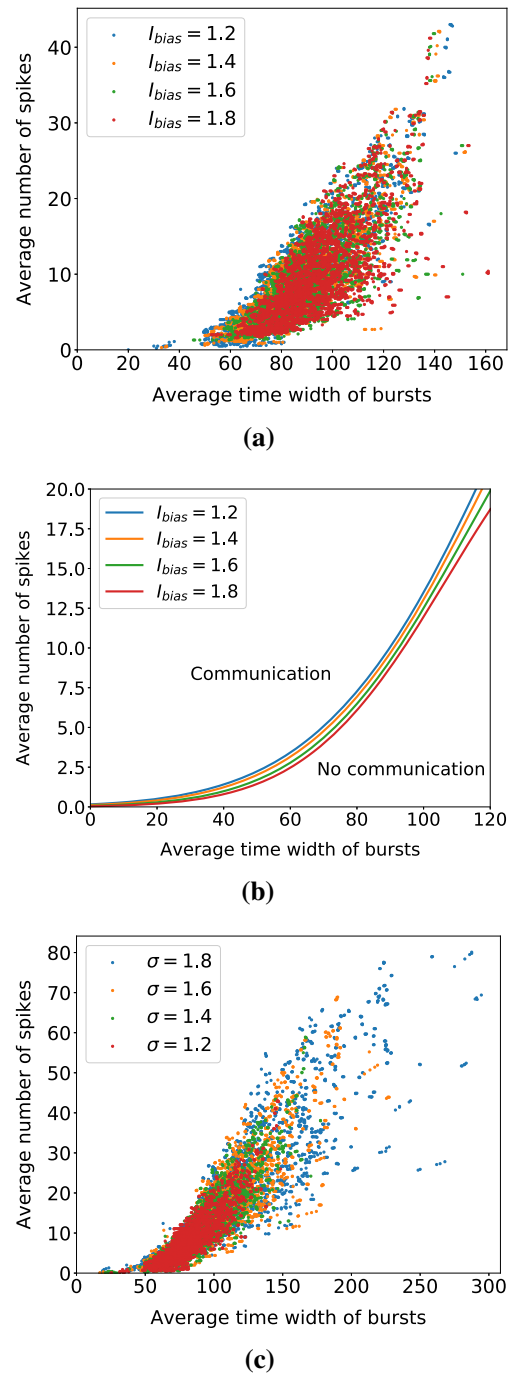 I_bias = 1.2
I_bias = 1.4
I_bias = 1.6
I_bias = 1.8
Average number of spikes
40
30
20
10
0
0 20 40 60 80 100 120 140 160
Average time width of bursts
(a)
I_bias = 1.2
I_bias = 1.4
I_bias = 1.6
I_bias = 1.8
Average number of spikes
20.0
17.5
15.0
12.5
10.0
7.5
5.0
2.5
0.0
Communication
No communication
0 20 40 60 80 100 120
Average time width of bursts
(b)
σ = 1.8
σ = 1.6
σ = 1.4
σ = 1.2
Average number of spikes
80
70
60
50
40
30
20
10
0
0 50 100 150 200 250 300
Average time width of bursts
(c)